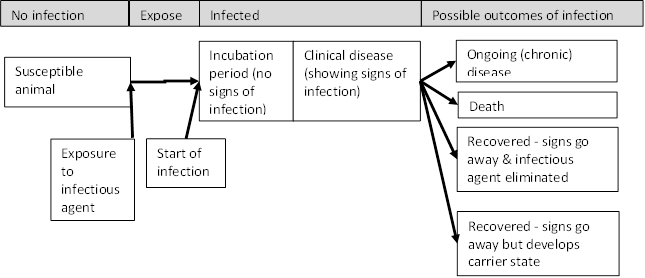 No infection
Expose
Infected
Possible outcomes of infection
Susceptible
animal
Exposure
to
infectious
agent
Start of
infection
Incubation
period (no
signs of
infection)
Clinical disease
(showing signs of
infection)
Ongoing (chronic)
disease
Death
Recovered - signs go
away & infectious
agent eliminated
Recovered - signs go
away but develops
carrier state